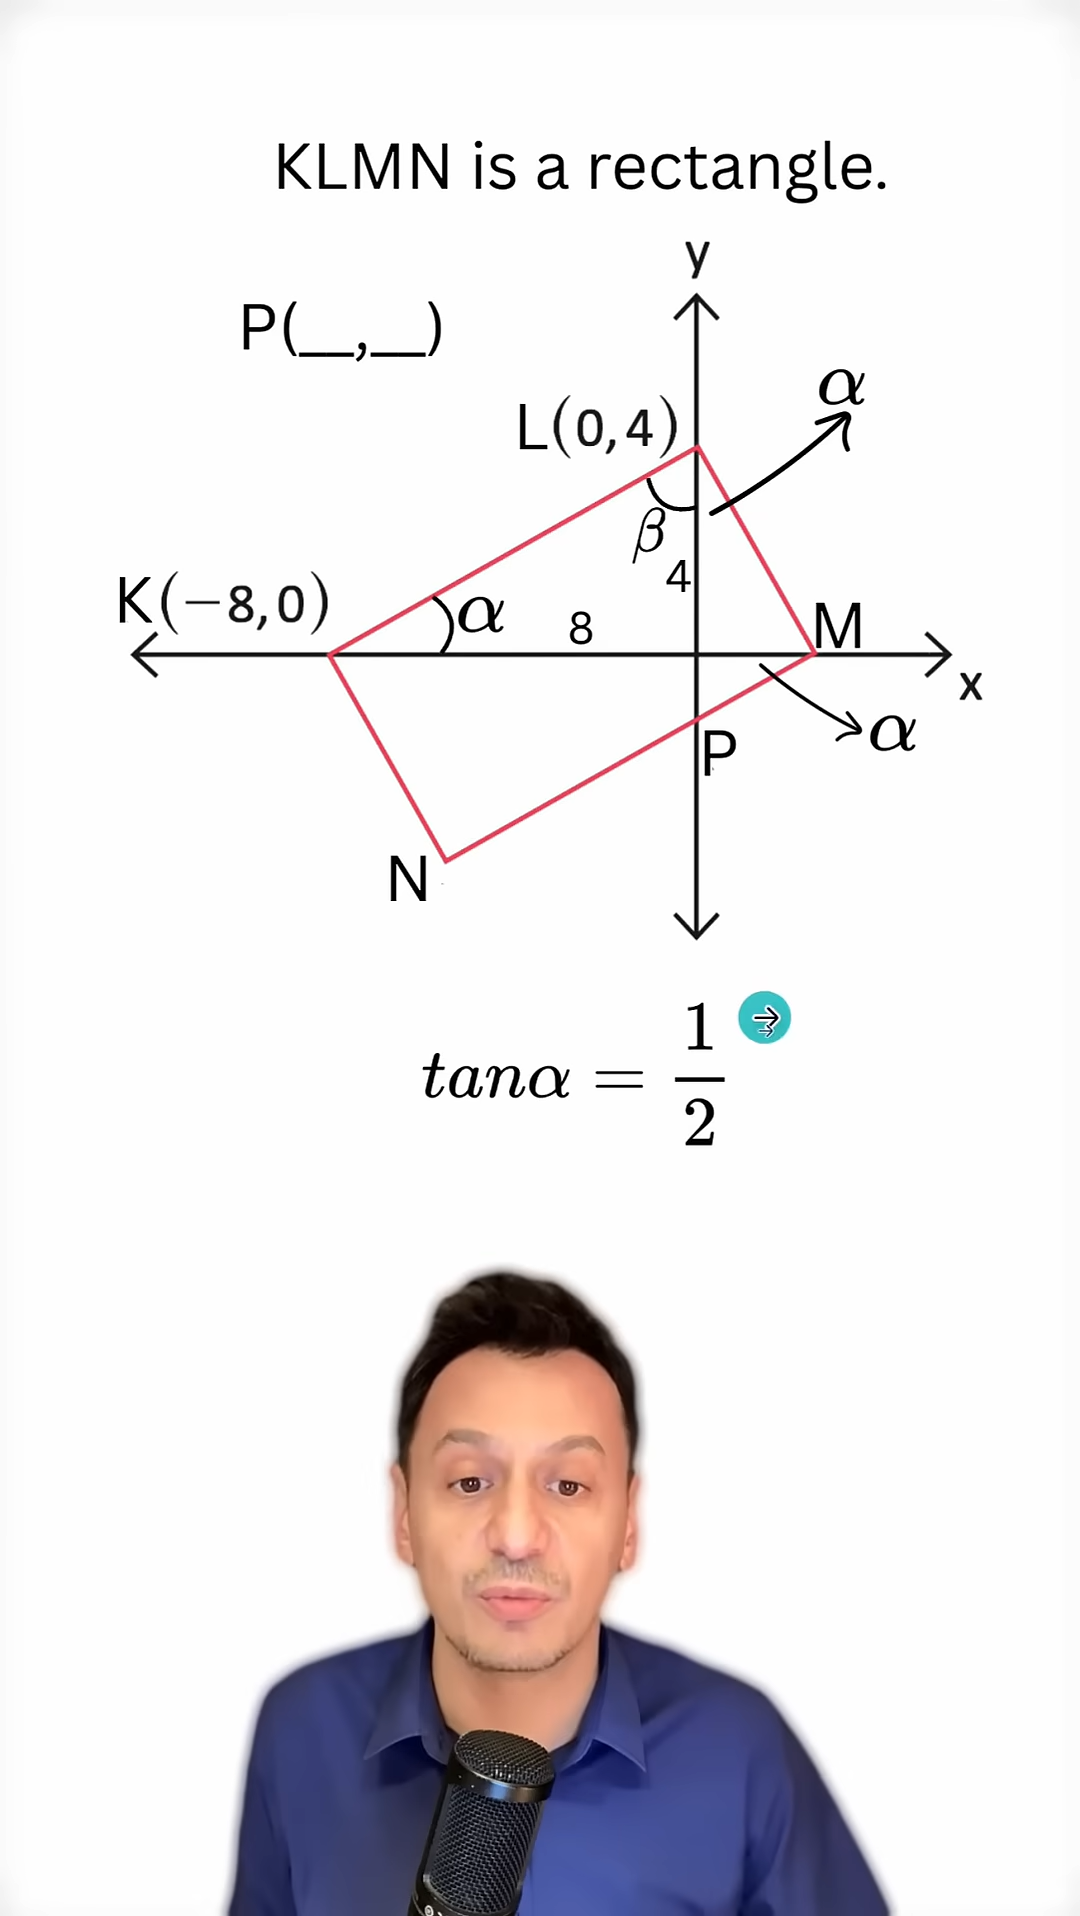 KLMN is a rectangle.
y
P(__,__)
α
L(0,4)
β
4
K(−8,0)
α
8
M
x
α
P
N
tanα = 1/2